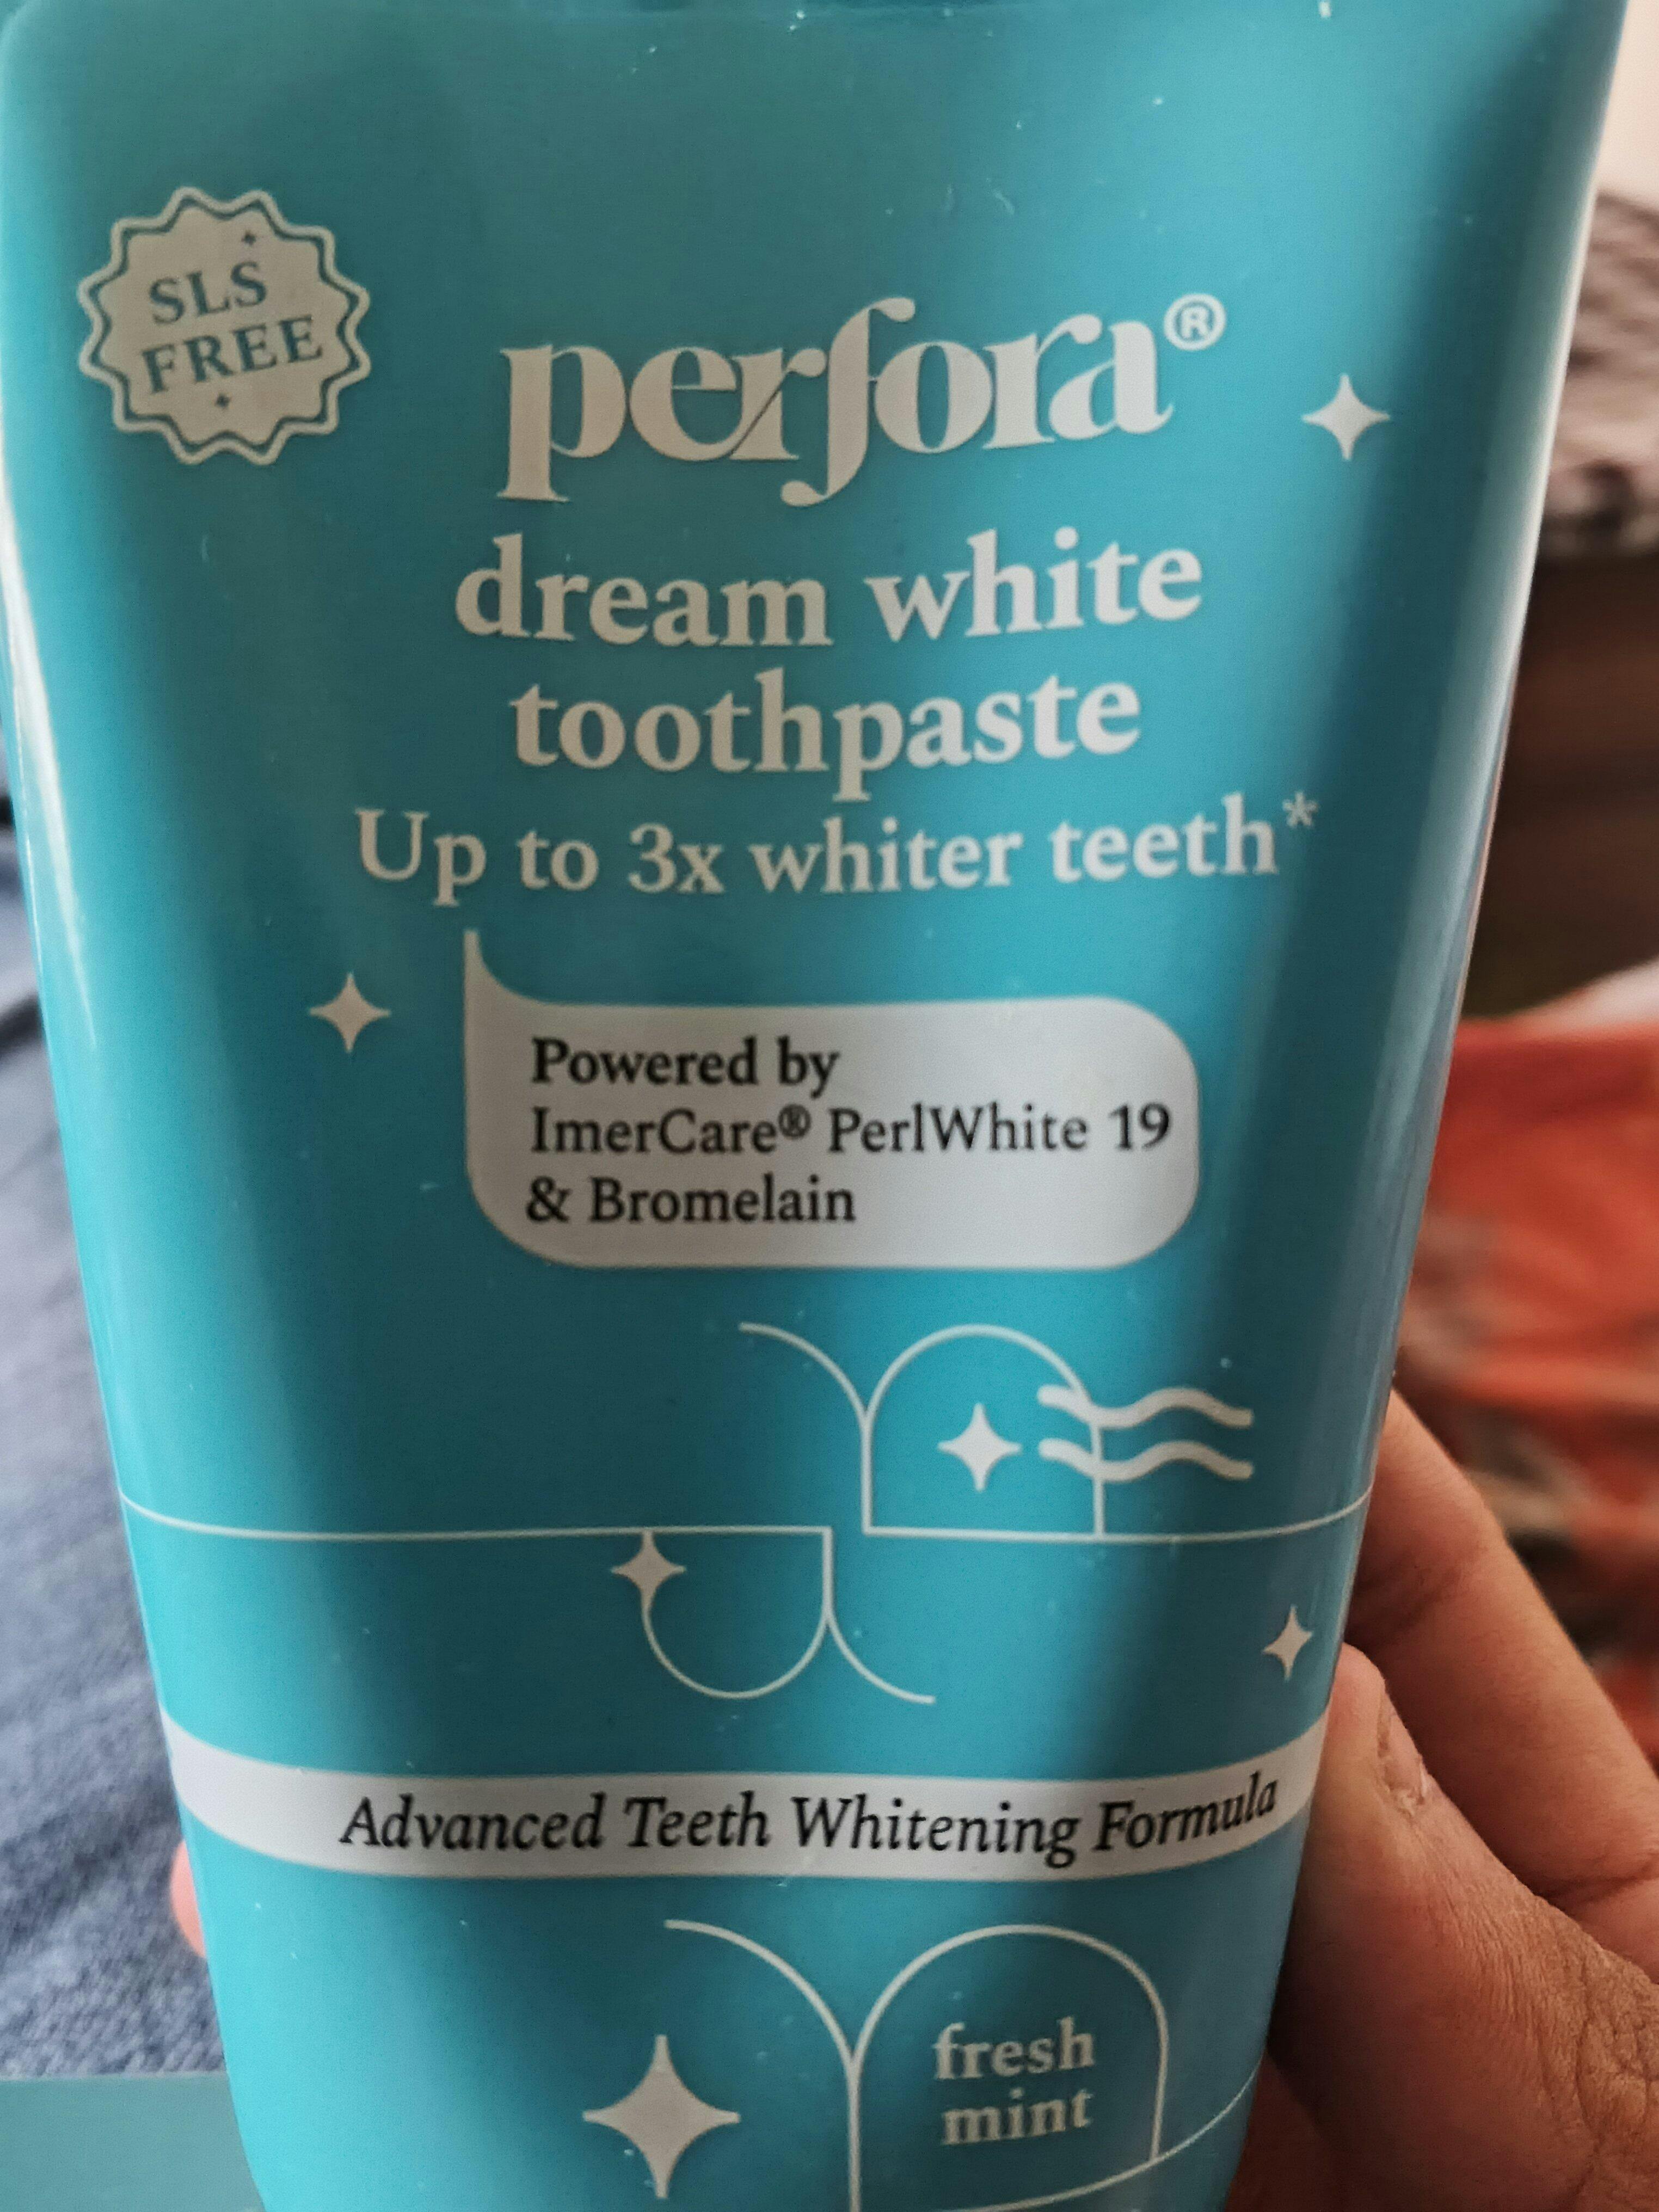 SLS
FREE
perfora®
dream white
toothpaste
Up to 3x whiter teeth*
Powered by
ImerCare® PerlWhite 19
& Bromelain
Advanced Teeth Whitening Formula
fresh
mint